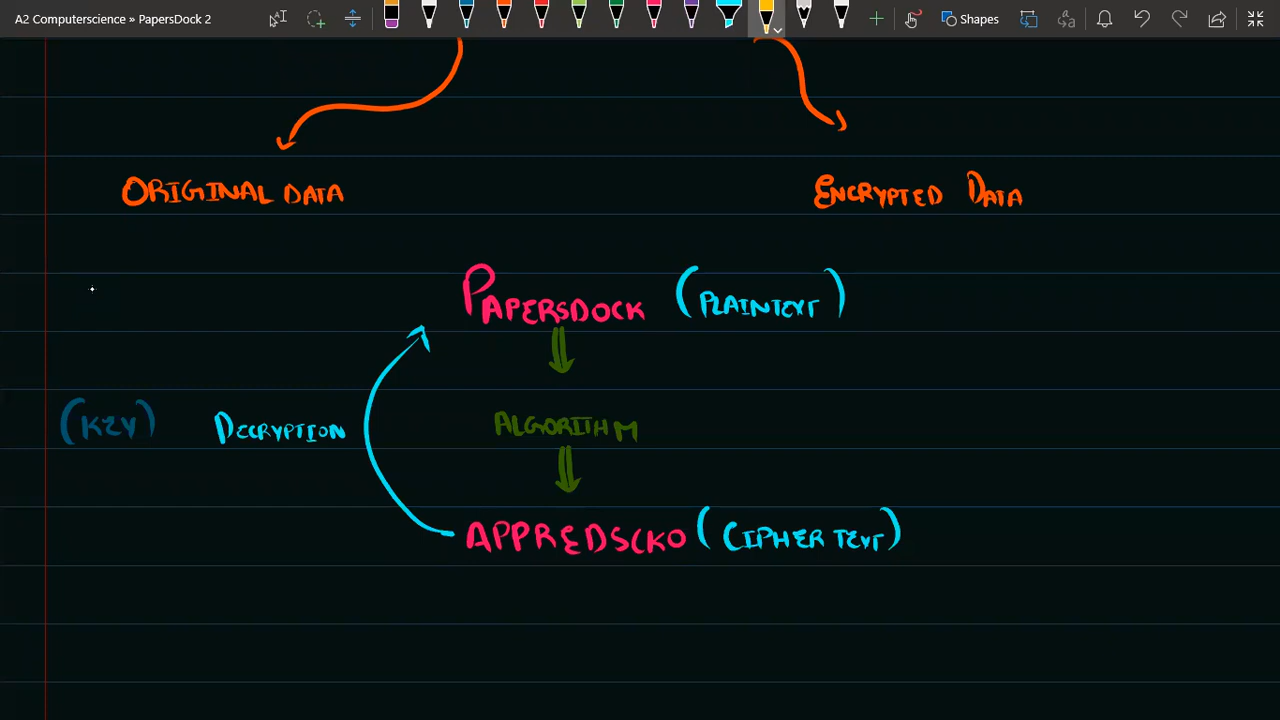 A2 Computerscience » PapersDock 2
Shapes
ORIGINAL DATA
ENCRYPTED DATA
PAPERSDOCK (PLAINTEXT)
(KEY) DECRYPTION ALGORITHM
APPREDSCKO (CIPHER TEXT)